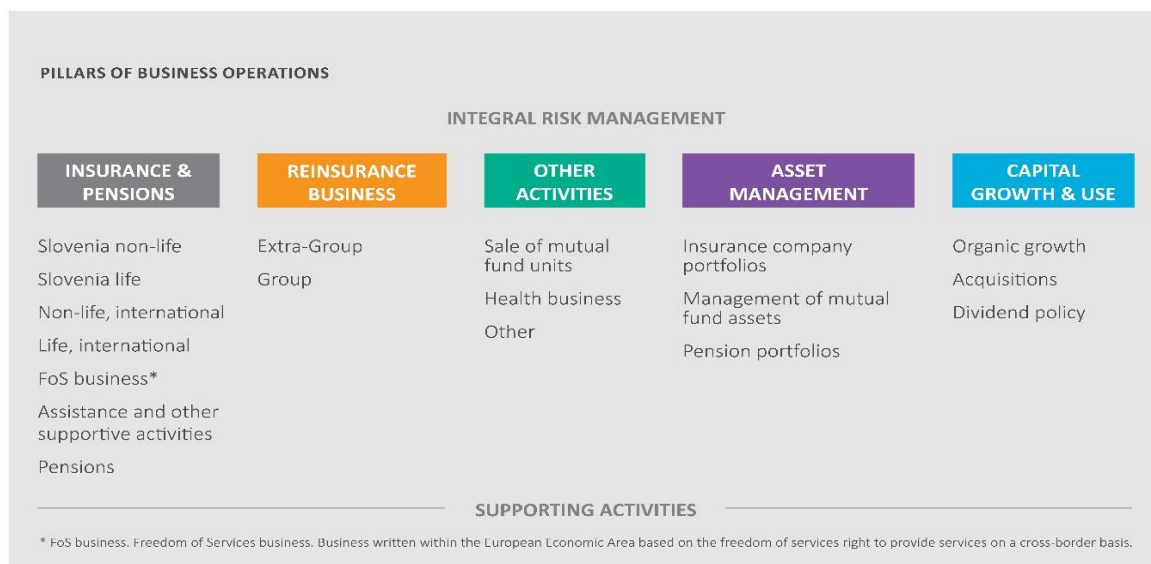 PILLARS OF BUSINESS OPERATIONS
INTEGRAL RISK MANAGEMENT
INSURANCE &
PENSIONS
Slovenia non-life
Slovenia life
Non-life, international
Life, international
FoS business*
Assistance and other
supportive activities
Pensions
REINSURANCE
BUSINESS
Extra-Group
Group
OTHER
ACTIVITIES
Sale of mutual
fund units
Health business
Other
ASSET
MANAGEMENT
Insurance company
portfolios
Management of mutual
fund assets
Pension portfolios
CAPITAL
GROWTH & USE
Organic growth
Acquisitions
Dividend policy
SUPPORTING ACTIVITIES
* FoS business. Freedom of Services business. Business written within the European Economic Area based on the freedom of services right to provide services on a cross-border basis.